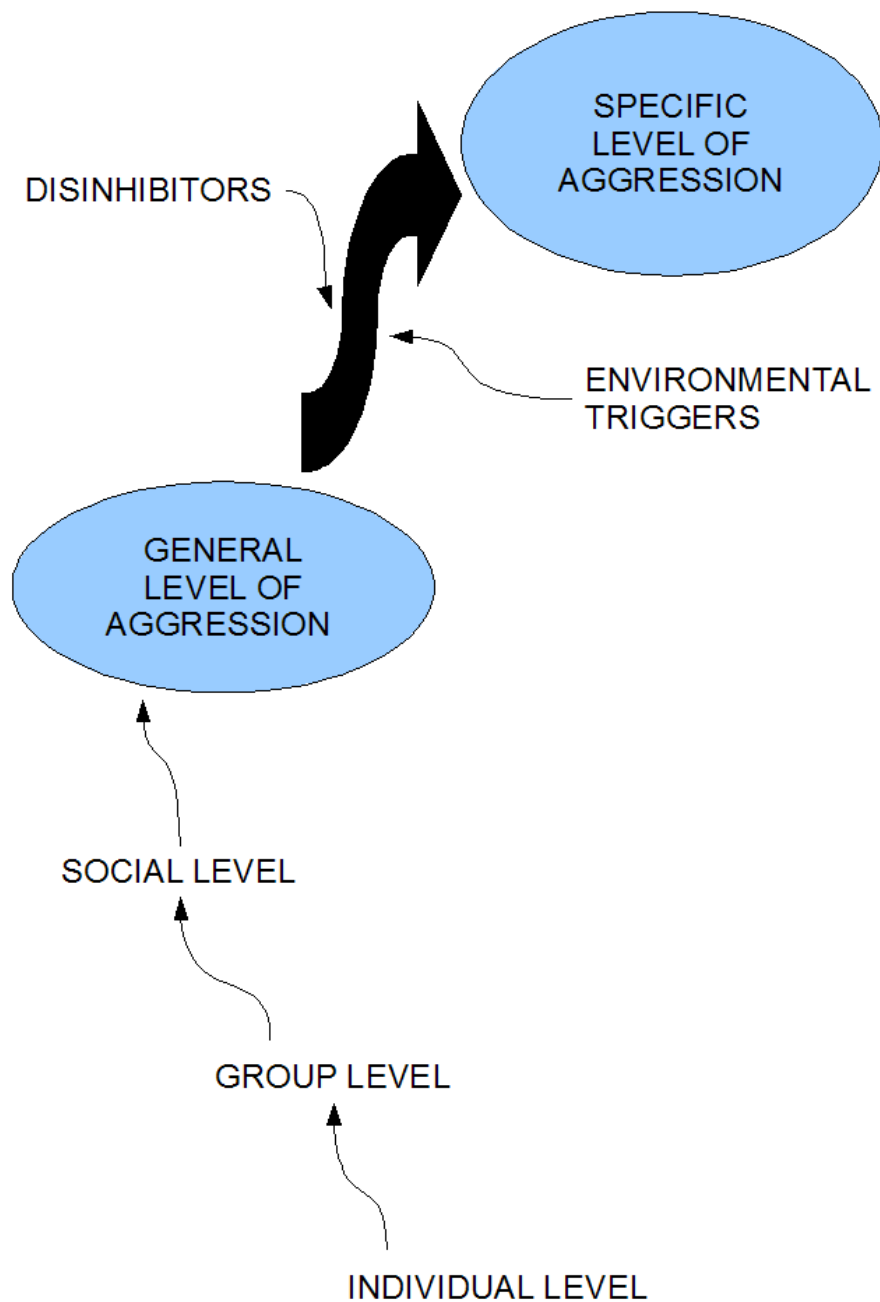 SPECIFIC
LEVEL OF
AGGRESSION
DISINHIBITORS
ENVIRONMENTAL
TRIGGERS
GENERAL
LEVEL OF
AGGRESSION
SOCIAL LEVEL
GROUP LEVEL
INDIVIDUAL LEVEL